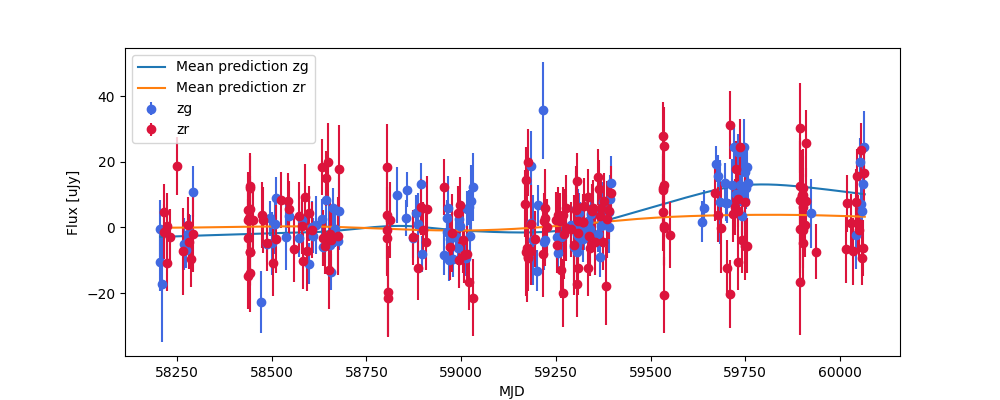 Mean prediction zg
Mean prediction zr
zg
zr
Flux [uJy]
40
20
0
−20
58250 58500 58750 59000 59250 59500 59750 60000
MJD